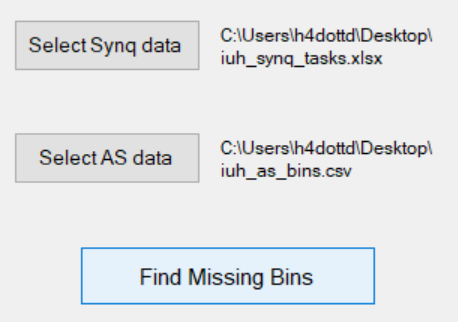 Select Synq data
C:\Users\h4dottd\Desktop\
iuh_synq_tasks.xlsx
Select AS data
C:\Users\h4dottd\Desktop\
iuh_as_bins.csv
Find Missing Bins